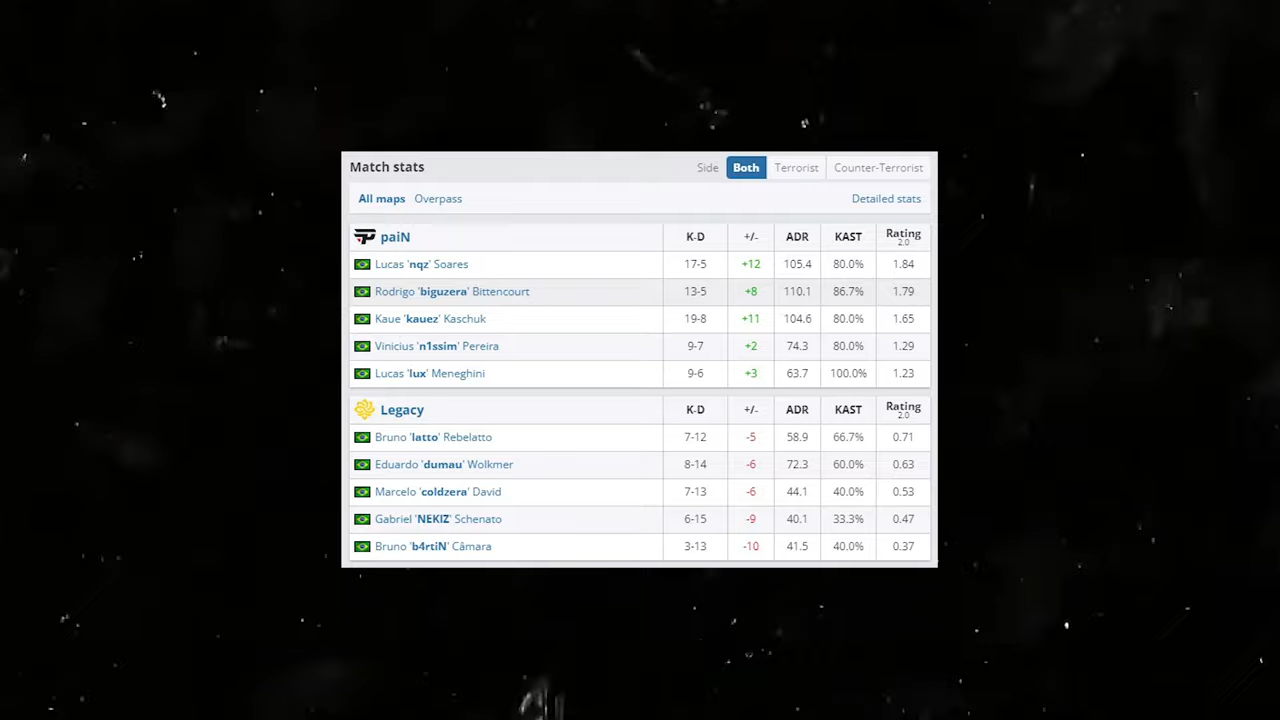 Match stats Side Both Terrorist Counter-Terrorist
All maps Overpass Detailed stats
paiN K-D +/- ADR KAST Rating 2.0
Lucas 'nqz' Soares 17-5 +12 105.4 80.0% 1.84
Rodrigo 'biguzera' Bittencourt 13-5 +8 110.1 86.7% 1.79
Kaue 'kauez' Kaschuk 19-8 +11 104.6 80.0% 1.65
Vinicius 'n1ssim' Pereira 9-7 +2 74.3 80.0% 1.29
Lucas 'lux' Meneghini 9-6 +3 63.7 100.0% 1.23
Legacy K-D +/- ADR KAST Rating 2.0
Bruno 'latto' Rebelatto 7-12 -5 58.9 66.7% 0.71
Eduardo 'dumau' Wolkmer 8-14 -6 72.3 60.0% 0.63
Marcelo 'coldzera' David 7-13 -6 44.1 40.0% 0.53
Gabriel 'NEKIZ' Schenato 6-15 -9 40.1 33.3% 0.47
Bruno 'b4rtiN' Câmara 3-13 -10 41.5 40.0% 0.37